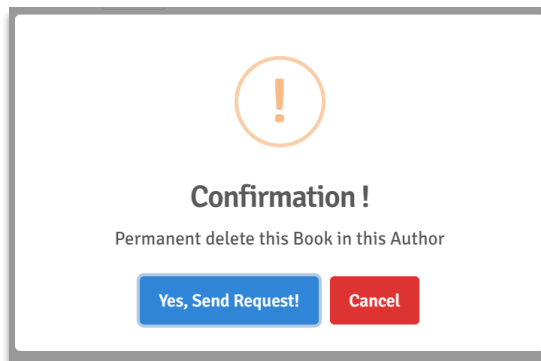 !
Confirmation !
Permanent delete this Book in this Author
Yes, Send Request!
Cancel